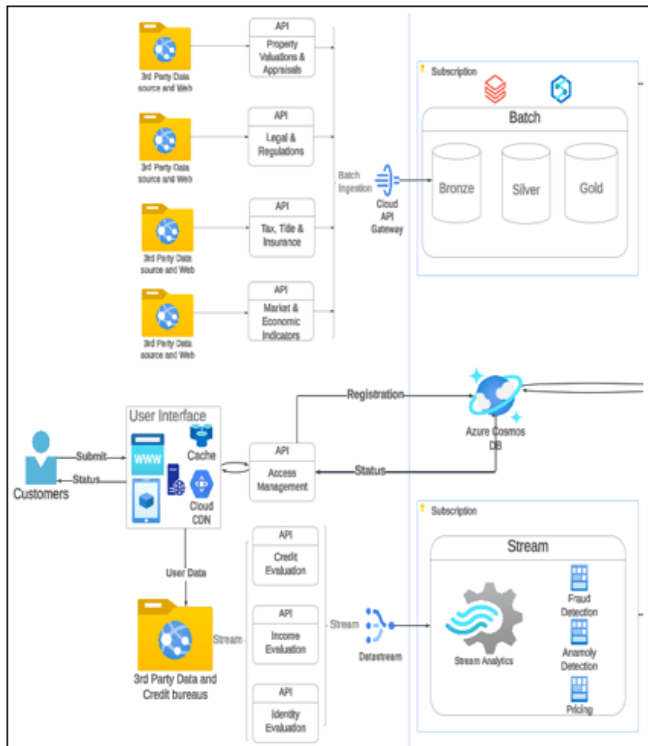 API
Property
Valuations &
Appraisals
3rd Party Data
source and Web
API
Legal &
Regulations
3rd Party Data
source and Web
API
Tax, Title &
Insurance
3rd Party Data
source and Web
API
Market &
Economic
Indicators
3rd Party Data
source and Web
Batch
Ingestion
Cloud
API
Gateway
Subscription
Batch
Bronze
Silver
Gold
Registration
Azure Cosmos
DB
Status
Customers
Submit
Status
User Interface
WWW
Cache
Cloud
CDN
API
Access
Management
User Data
3rd Party Data and
Credit bureaus
Stream
API
Credit
Evaluation
API
Income
Evaluation
API
Identity
Evaluation
Stream
Datastream
Subscription
Stream
Stream Analytics
Fraud
Detection
Anamoly
Detection
Pricing